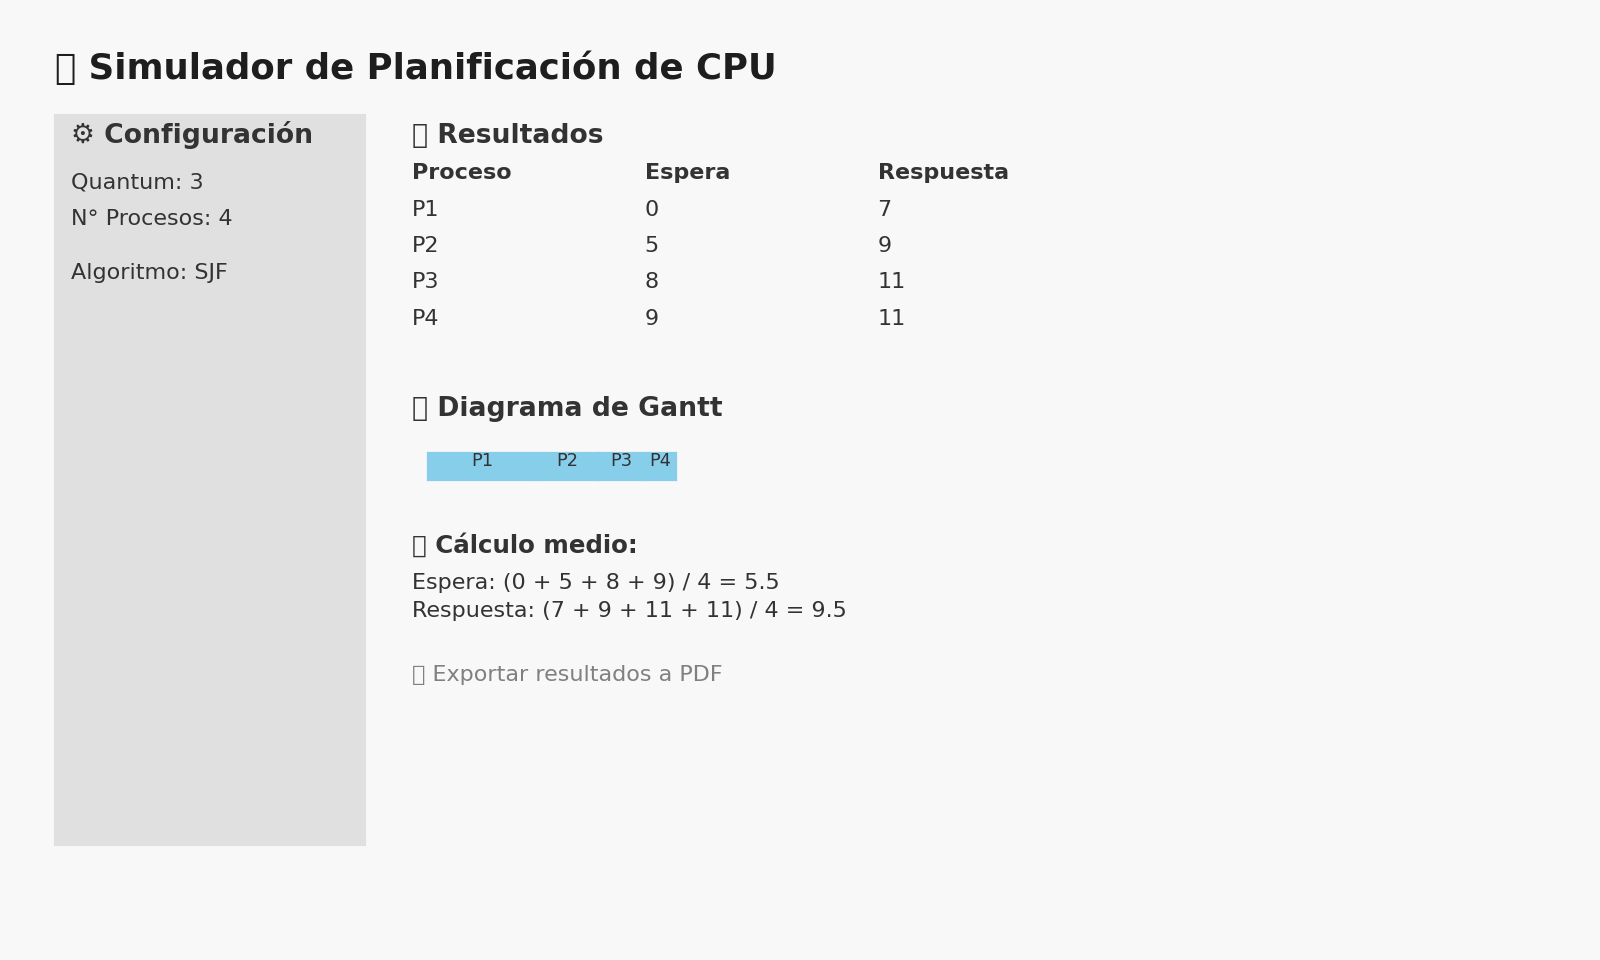 Simulador de Planificación de CPU
⚙ Configuración
Quantum: 3
N° Procesos: 4
Algoritmo: SJF
Resultados
Proceso Espera Respuesta
P1 0 7
P2 5 9
P3 8 11
P4 9 11
Diagrama de Gantt
P1 P2 P3 P4
Cálculo medio:
Espera: (0 + 5 + 8 + 9) / 4 = 5.5
Respuesta: (7 + 9 + 11 + 11) / 4 = 9.5
Exportar resultados a PDF